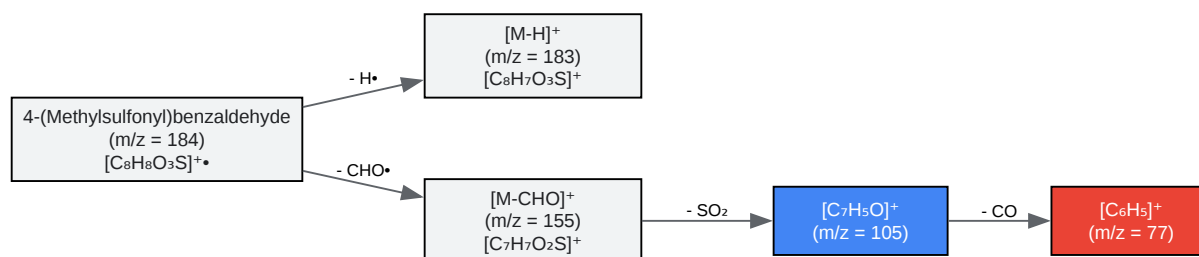 [M-H]⁺
(m/z = 183)
[C₈H₇O₃S]⁺
- H•
4-(Methylsulfonyl)benzaldehyde
(m/z = 184)
[C₈H₈O₃S]⁺•
- CHO•
[M-CHO]⁺
(m/z = 155)
[C₇H₇O₂S]⁺
- SO₂
[C₇H₅O]⁺
(m/z = 105)
- CO
[C₆H₅]⁺
(m/z = 77)